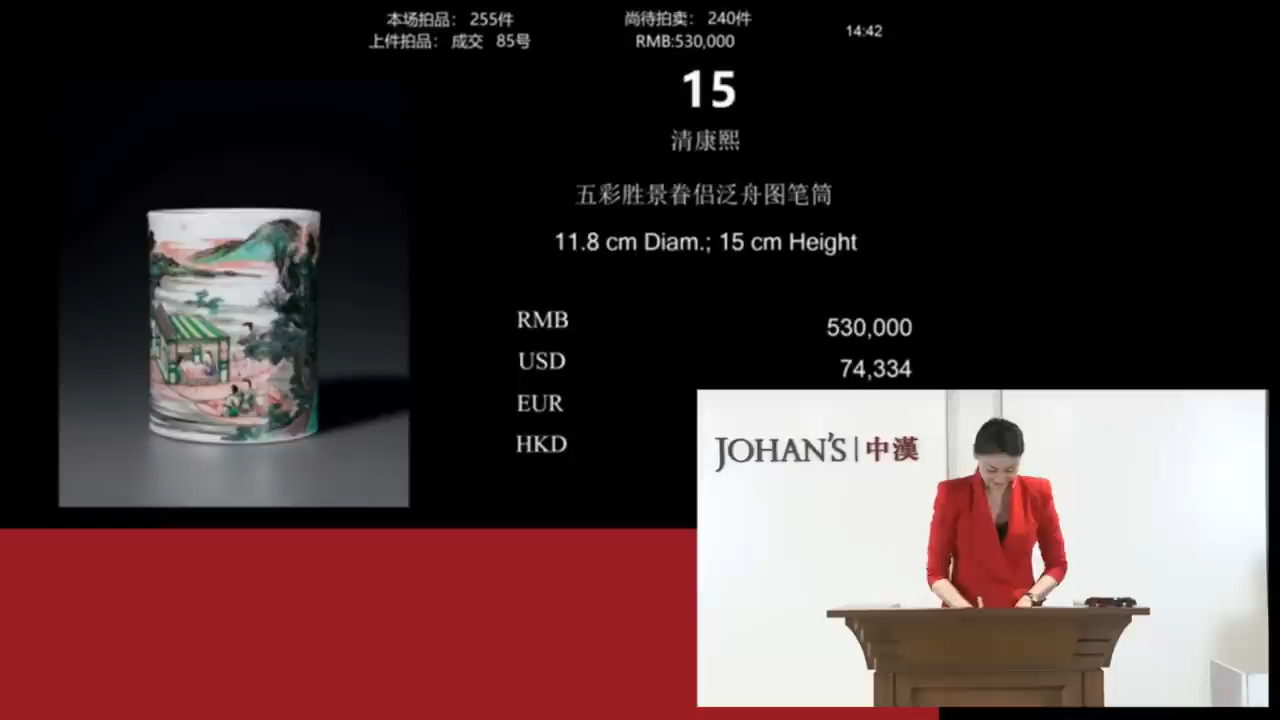 本场拍品： 255件
尚待拍卖： 240件
14:42
上件拍品： 成交 85号
RMB:530,000
15
清康熙
五彩胜景眷侣泛舟图笔筒
11.8 cm Diam.; 15 cm Height
RMB 530,000
USD 74,334
EUR
HKD
JOHAN'S|中漢